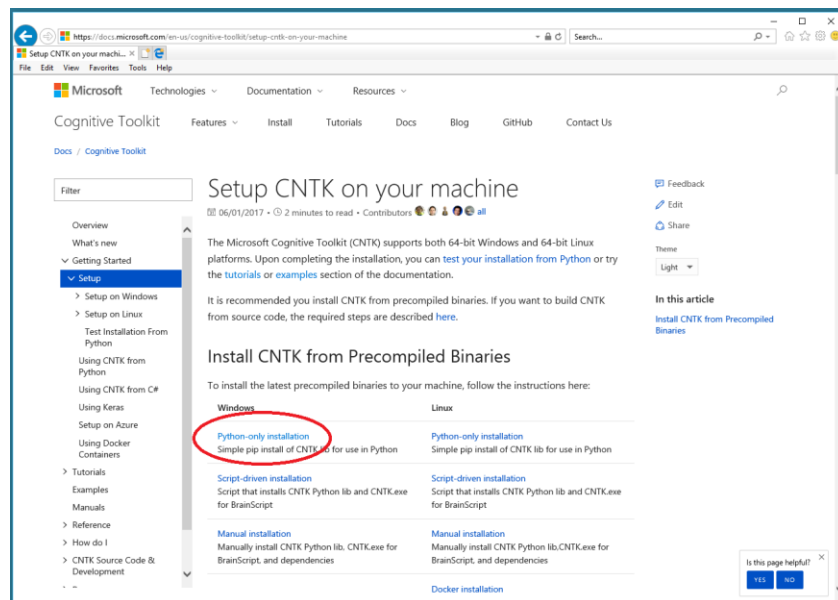 https://docs.microsoft.com/en-us/cognitive-toolkit/setup-cntk-on-your-machine
Search...
Setup CNTK on your machi...
File Edit View Favorites Tools Help
Microsoft Technologies Documentation Resources
Cognitive Toolkit Features Install Tutorials Docs Blog GitHub Contact Us
Docs / Cognitive Toolkit
Filter
Overview
What's new
Getting Started
Setup
Setup on Windows
Setup on Linux
Test Installation From
Python
Using CNTK from
Python
Using CNTK from C#
Using Keras
Setup on Azure
Using Docker
Containers
Tutorials
Examples
Manuals
Reference
How do I
CNTK Source Code &
Development
Setup CNTK on your machine
06/01/2017 • 2 minutes to read • Contributors all
The Microsoft Cognitive Toolkit (CNTK) supports both 64-bit Windows and 64-bit Linux
platforms. Upon completing the installation, you can test your installation from Python or try
the tutorials or examples section of the documentation.
It is recommended you install CNTK from precompiled binaries. If you want to build CNTK
from source code, the required steps are described here.
Install CNTK from Precompiled Binaries
To install the latest precompiled binaries to your machine, follow the instructions here:
Windows Linux
Python-only installation Python-only installation
Simple pip install of CNTK lib for use in Python Simple pip install of CNTK lib for use in Python
Script-driven installation Script-driven installation
Script that installs CNTK Python lib and CNTK.exe Script that installs CNTK Python lib and CNTK.exe
for BrainScript for BrainScript
Manual installation Manual installation
Manually install CNTK Python lib, CNTK.exe for Manually install CNTK Python lib,CNTK.exe for
BrainScript, and dependencies BrainScript, and dependencies
Docker installation
Feedback
Edit
Share
Theme
Light
In this article
Install CNTK from Precompiled
Binaries
Is this page helpful?
YES NO